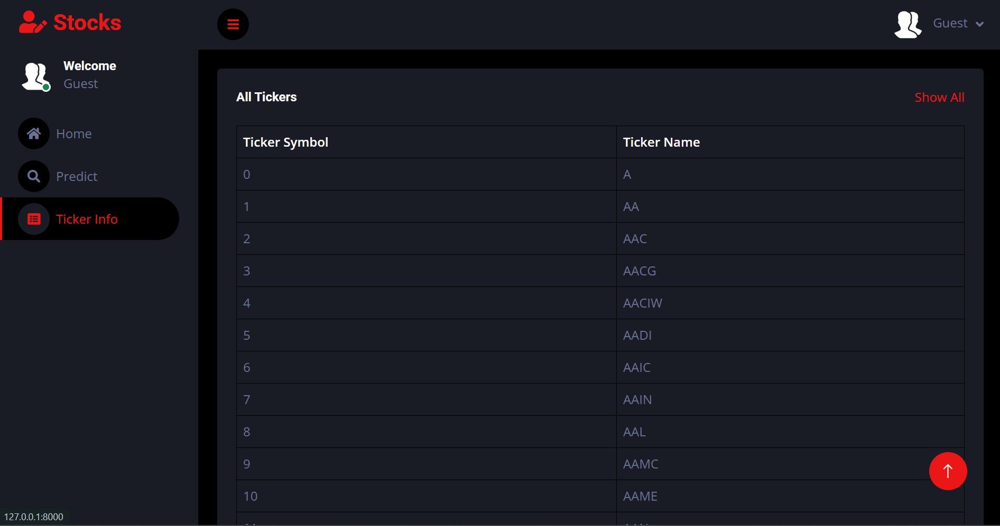 Stocks
Guest
Welcome
Guest
Home
Predict
Ticker Info
All Tickers
Show All
Ticker Symbol Ticker Name
0 A
1 AA
2 AAC
3 AACG
4 AACIW
5 AADI
6 AAIC
7 AAIN
8 AAL
9 AAMC
10 AAME
127.0.0.1:8000